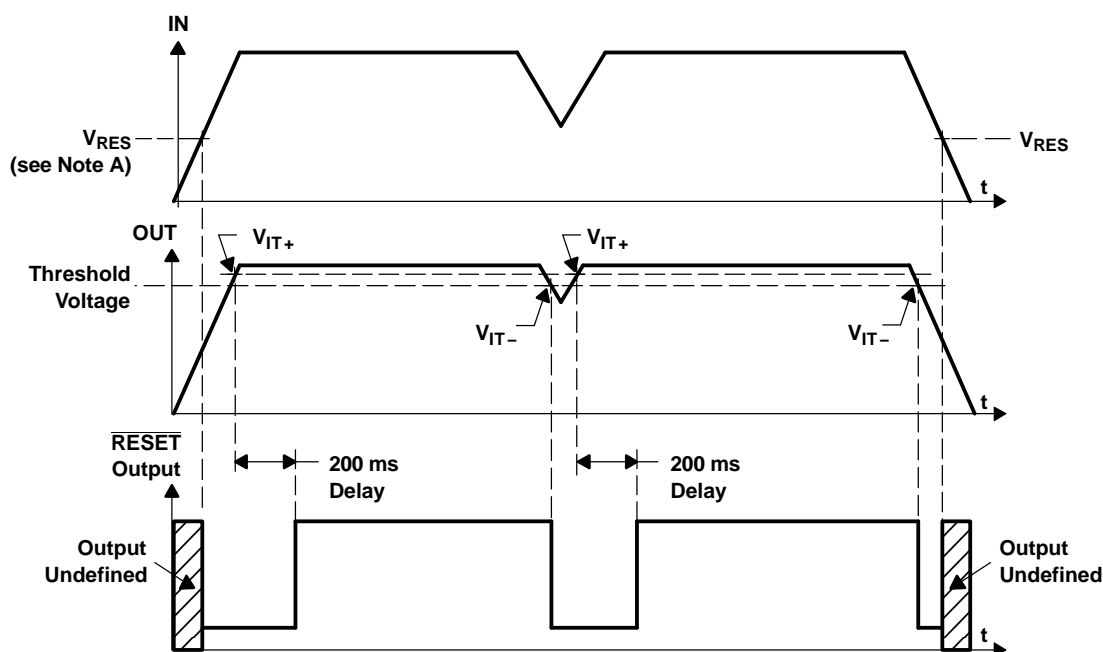 IN
VRES
(see Note A)
VRES
t
OUT
VIT+
VIT+
Threshold
Voltage
VIT–
VIT–
t
RESET
Output
200 ms
Delay
200 ms
Delay
Output
Undefined
Output
Undefined
t